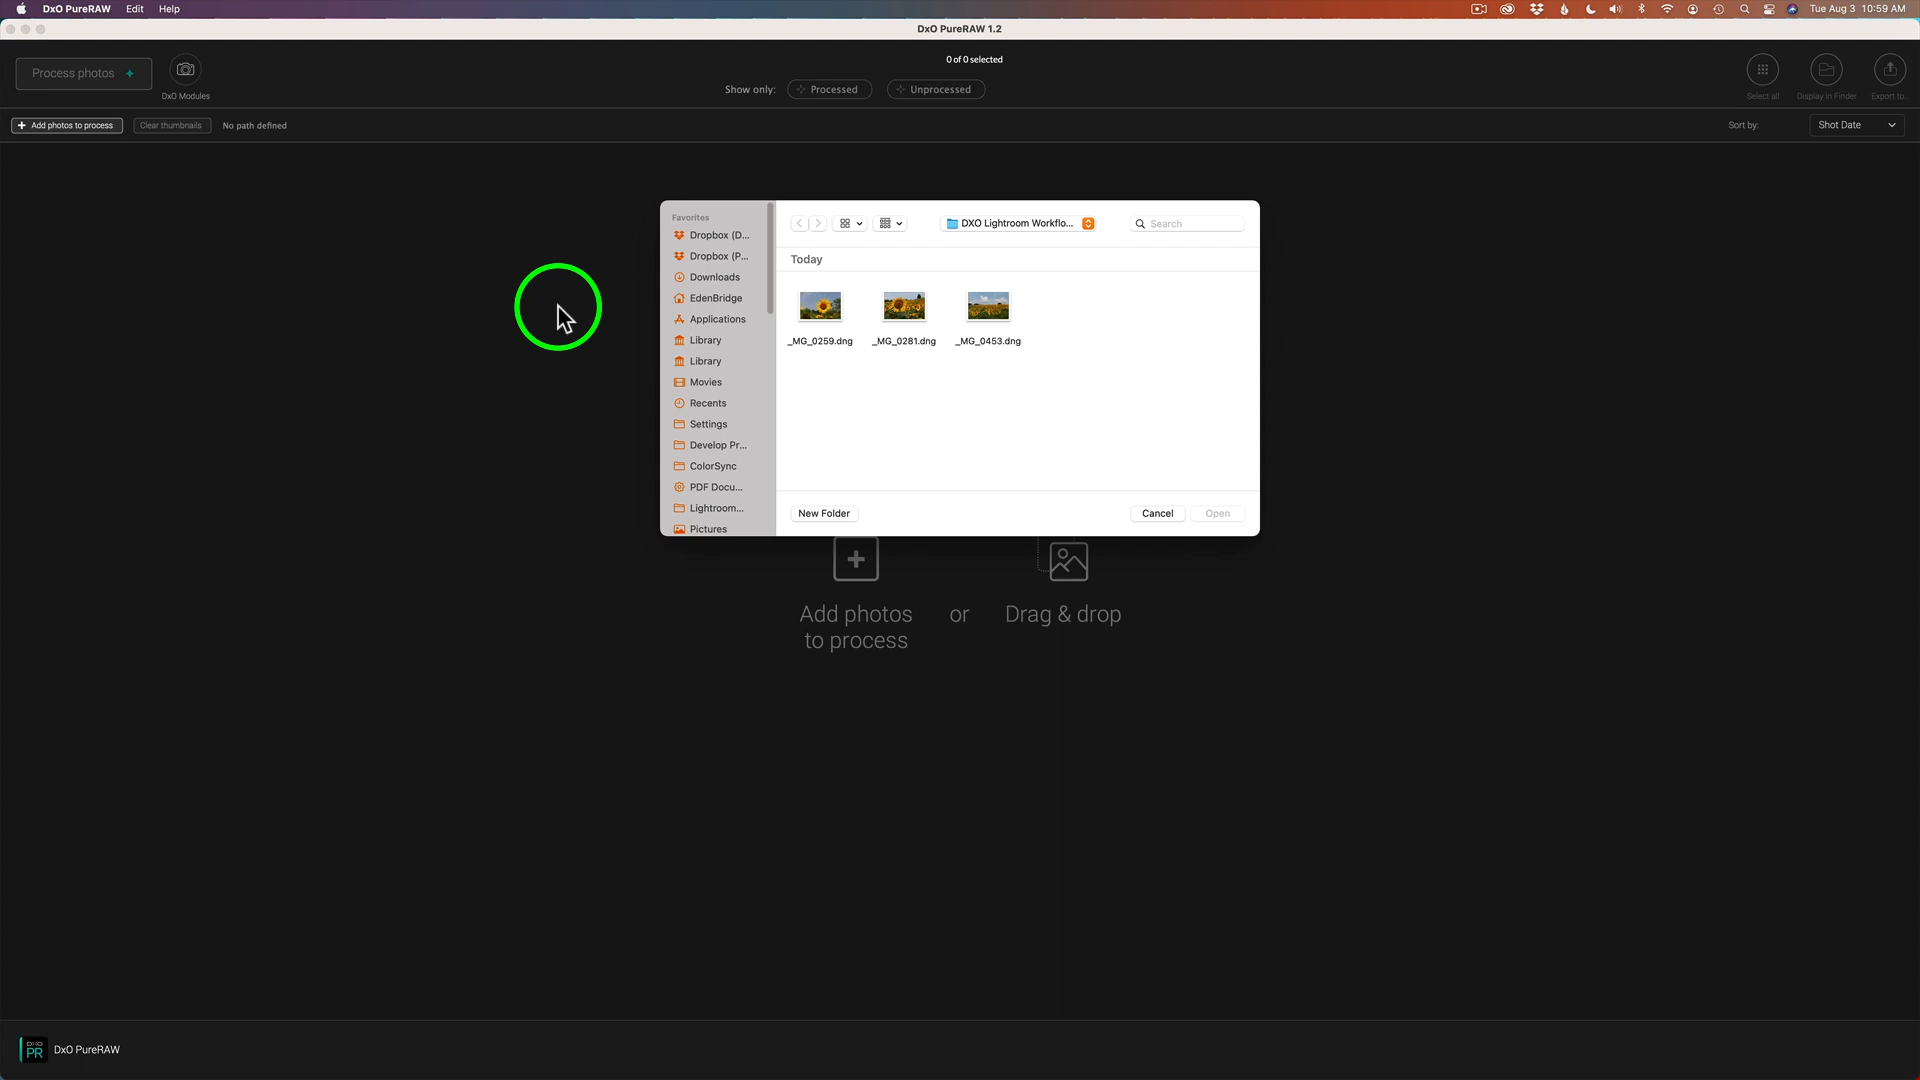 DxO PureRAW Edit Help
Tue Aug 3 10:59 AM
DxO PureRAW 1.2
Process photos
DxO Modules
0 of 0 selected
Show only:
Processed
Unprocessed
Select all
Display in Finder
Export to...
Add photos to process
Clear thumbnails
No path defined
Sort by:
Shot Date
Favorites
Dropbox (D...
Dropbox (P...
Downloads
EdenBridge
Applications
Library
Library
Movies
Recents
Settings
Develop Pr...
ColorSync
PDF Docu...
Lightroom...
Pictures
DXO Lightroom Workflo...
Search
Today
_MG_0259.dng
_MG_0281.dng
_MG_0453.dng
New Folder
Cancel
Open
Add photos
to process
or
Drag & drop
DXO
PR
DxO PureRAW